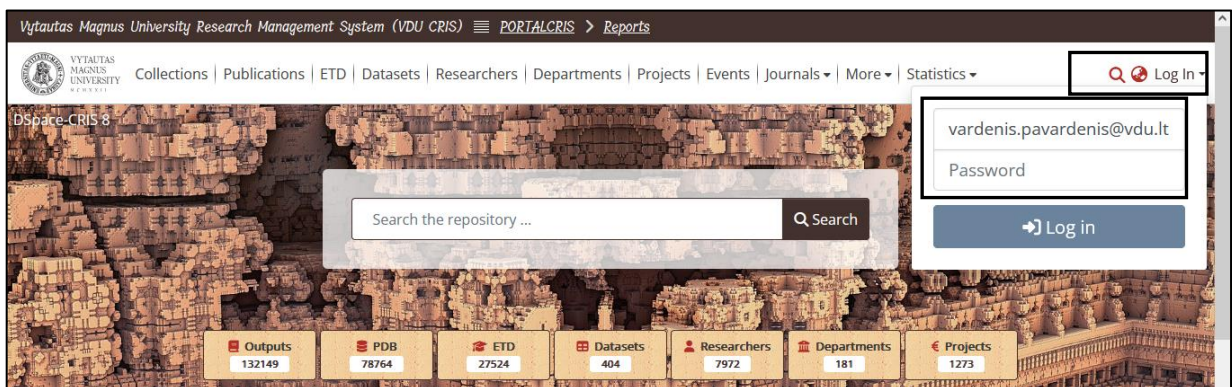 Vytautas Magnus University Research Management System (VDU CRIS) PORTALCRIS > Reports
VYTAUTAS
MAGNUS
UNIVERSITY
MCMXXII
Collections | Publications | ETD | Datasets | Researchers | Departments | Projects | Events | Journals | More | Statistics
Log In
DSpace-CRIS 8
vardenis.pavardenis@vdu.lt
Password
Log in
Search the repository ...
Search
Outputs
132149
PDB
78764
ETD
27524
Datasets
404
Researchers
7972
Departments
181
€ Projects
1273